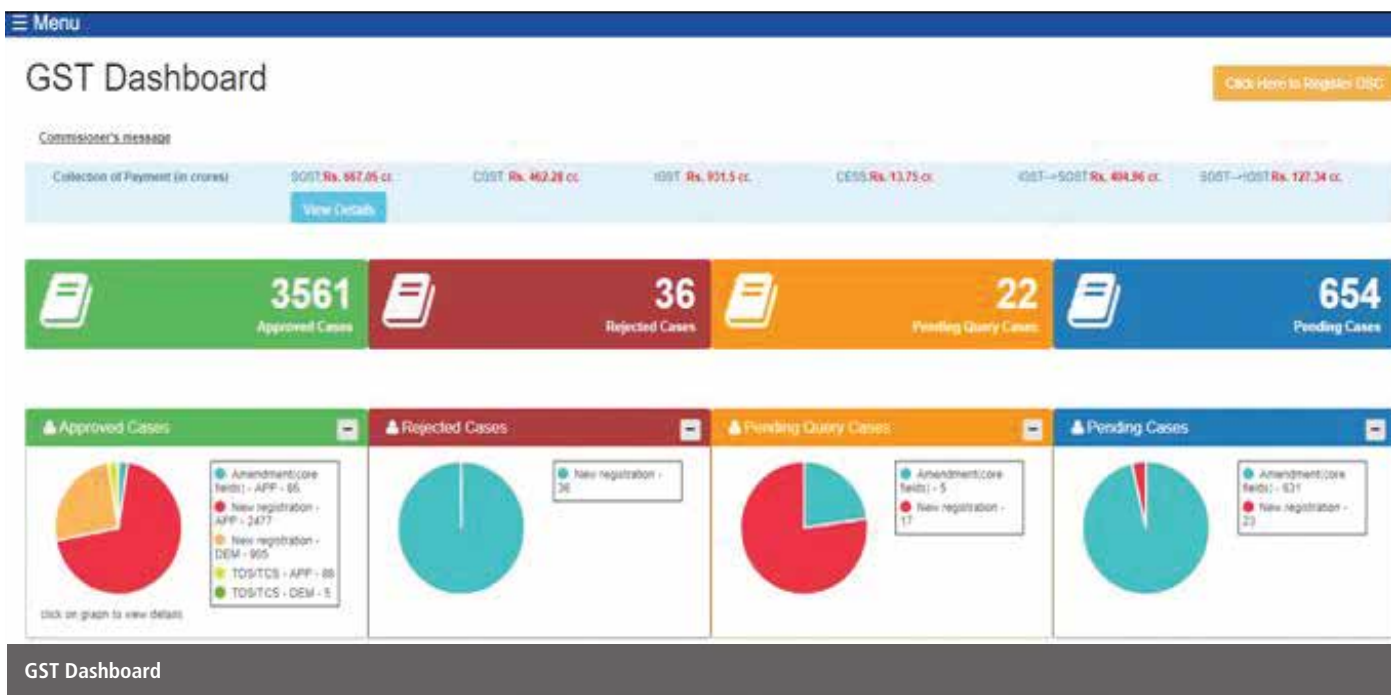 ☰ Menu
GST Dashboard
Click Here to Register DSC
Commisioner's message
Collection of Payment (in crores) SGST:Rs. 667.05 cr. CGST Rs. 462.28 cr. IGST Rs. 931.5 cr. CESS:Rs. 13.75 cr. IGST-->SGST Rs. 404.96 cr. SGST-->IGST Rs. 127.34 cr.
View Details
3561
Approved Cases
36
Rejected Cases
22
Pending Query Cases
654
Pending Cases
Approved Cases
Amendment(core
fields) - APP -
New registration -
APP - 2477
New registration -
DEM - 905
TDS/TCS - APP -
TDS/TCS - DEM - 5
click on graph to view details
Rejected Cases
New registration -
36
Pending Query Cases
Amendment(core
fields) - 5
New registration -
17
Pending Cases
Amendment(core
fields) - 631
New registration -
23
GST Dashboard